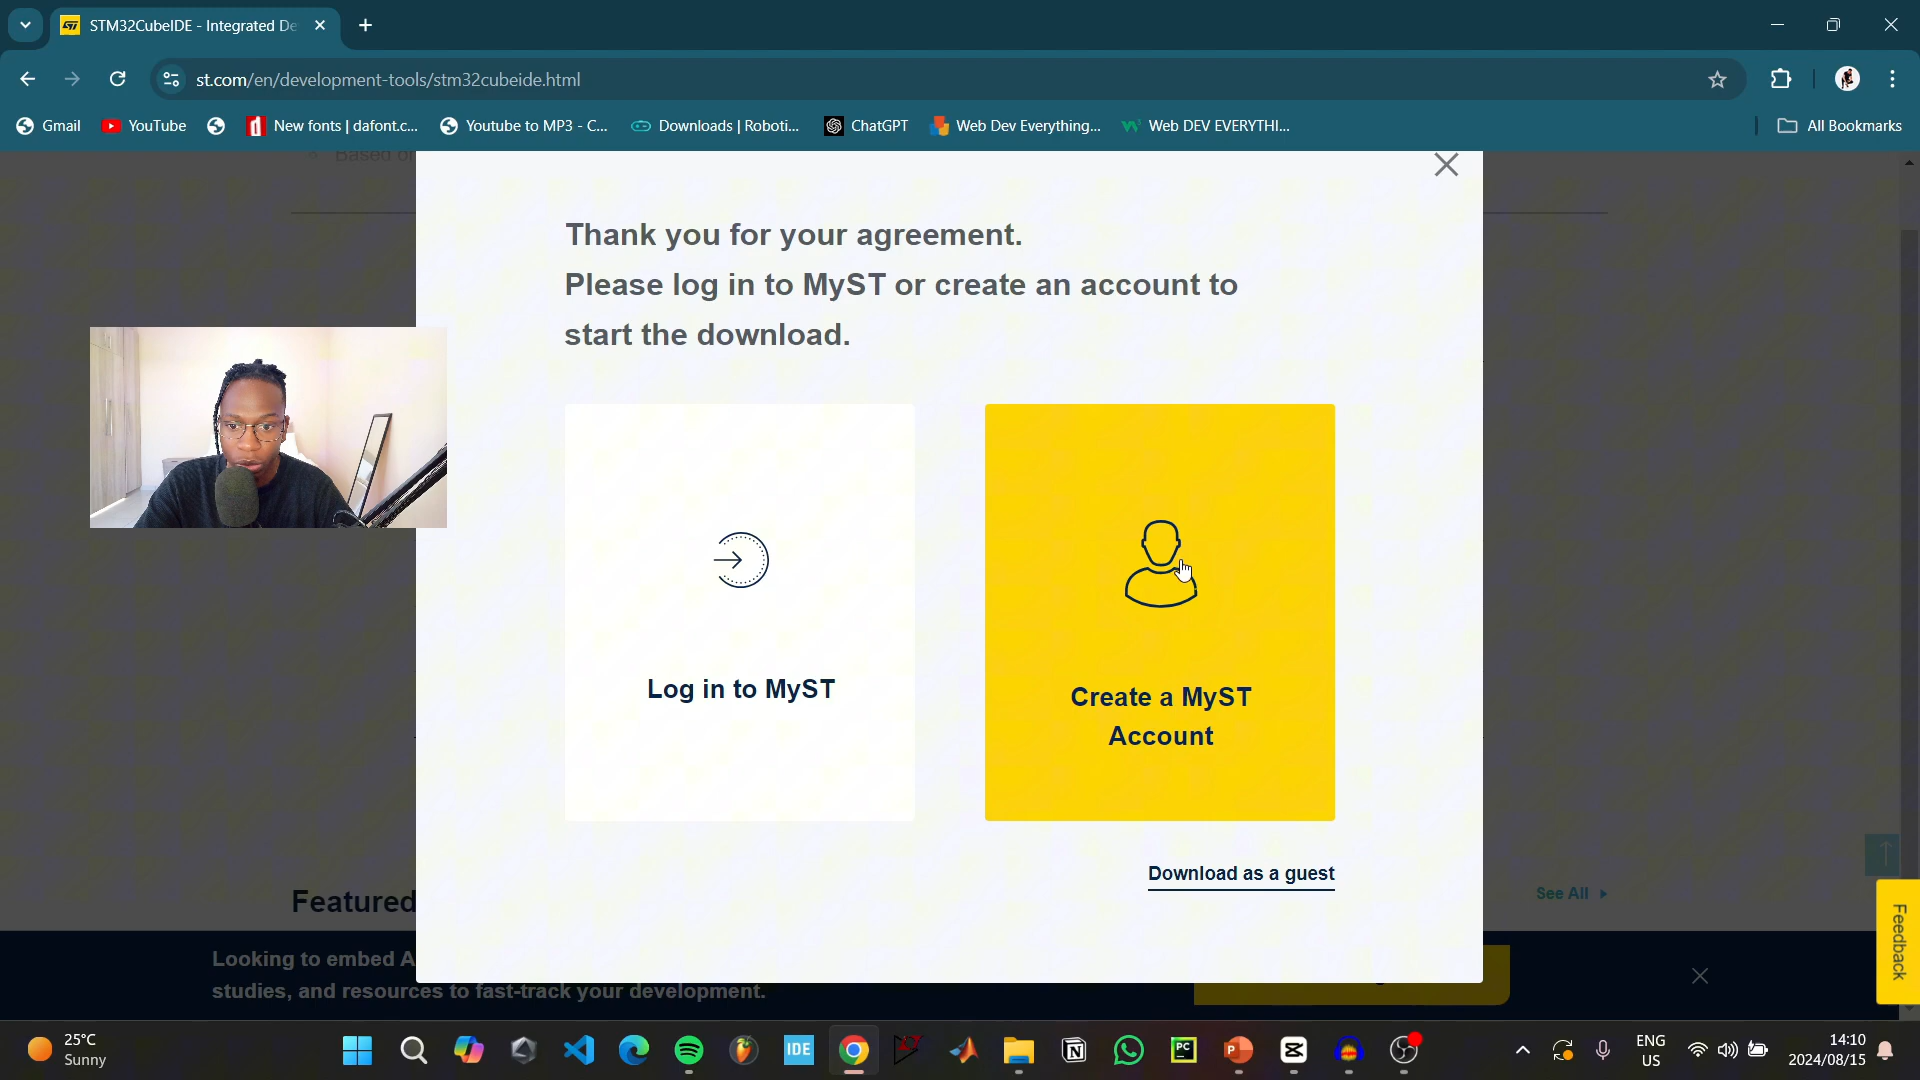 STM32CubeIDE - Integrated De
st.com/en/development-tools/stm32cubeide.html
Gmail
YouTube
New fonts | dafont.c...
Youtube to MP3 - C...
Downloads | Roboti...
ChatGPT
Web Dev Everything...
Web DEV EVERYTHI...
All Bookmarks
Based on
Thank you for your agreement.
Please log in to MyST or create an account to
start the download.
Log in to MyST
Create a MyST
Account
Download as a guest
Featured
See All
Feedback
Looking to embed A
studies, and resources to fast-track your development.
25°C
Sunny
IDE
PC
P
ENG
US
14:10
2024/08/15